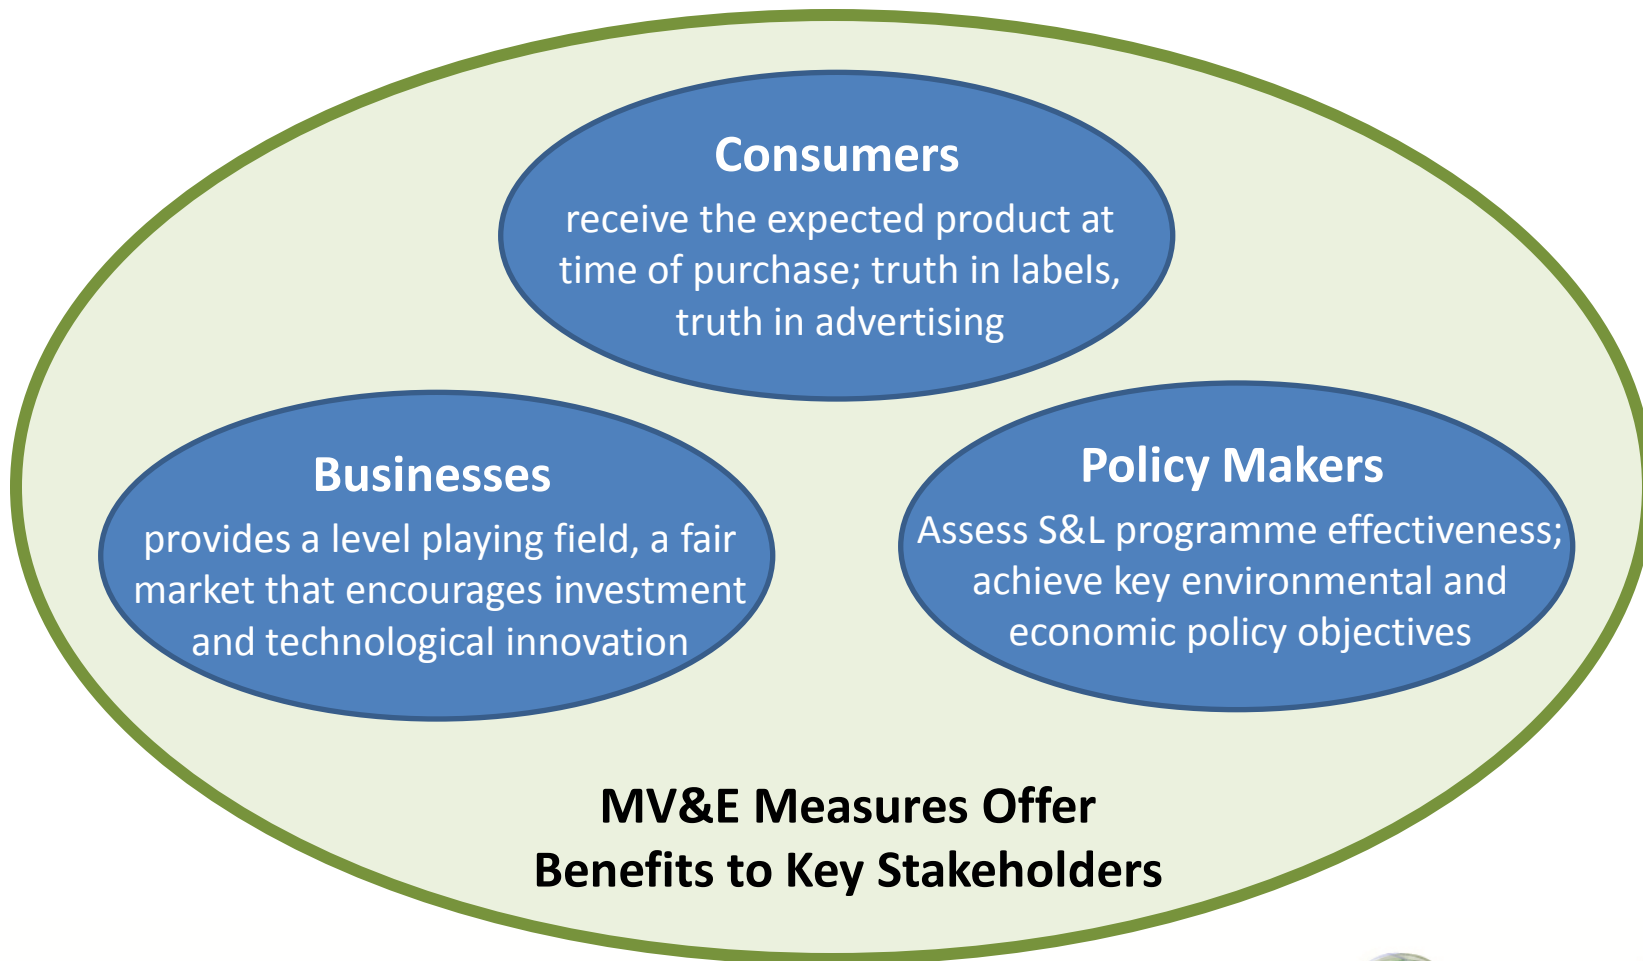 Consumers
receive the expected product at
time of purchase; truth in labels,
truth in advertising
Businesses
provides a level playing field, a fair
market that encourages investment
and technological innovation
Policy Makers
Assess S&L programme effectiveness;
achieve key environmental and
economic policy objectives
MV&E Measures Offer
Benefits to Key Stakeholders